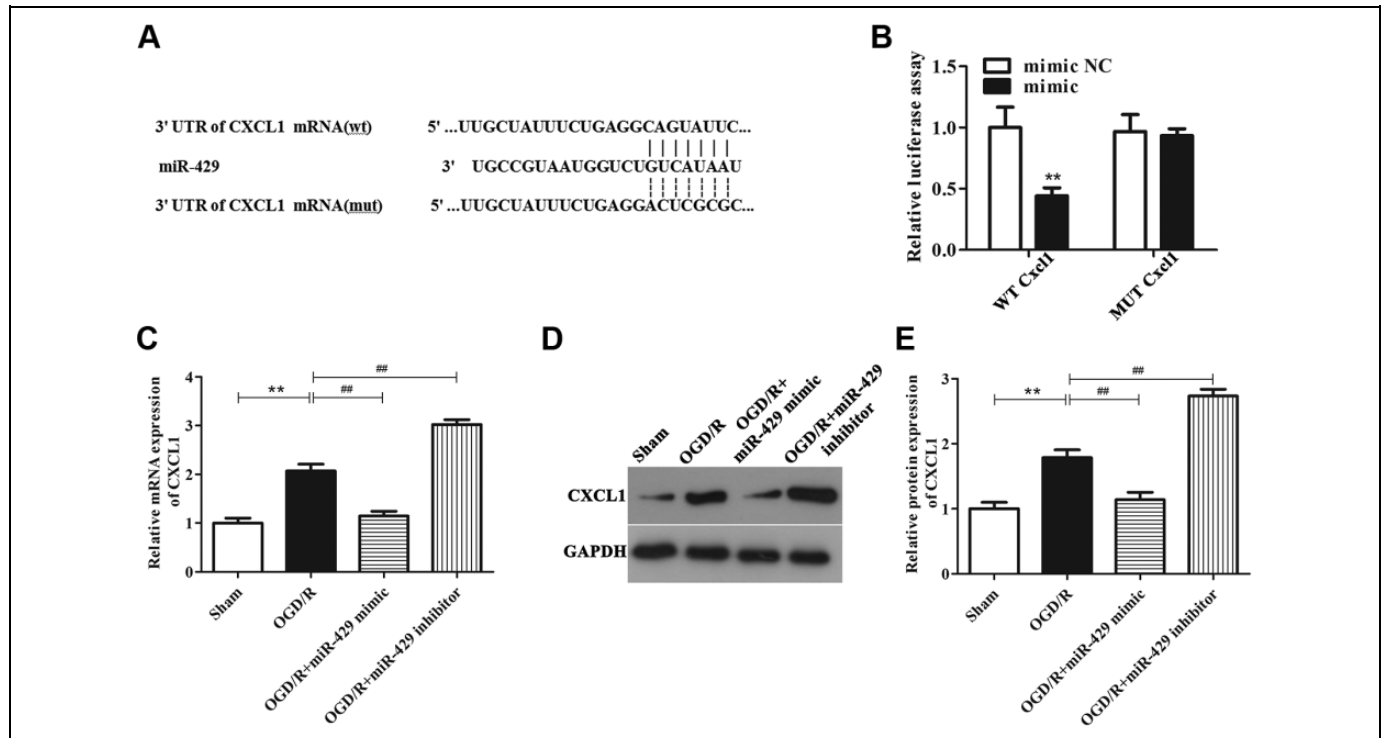 A
3' UTR of CXCL1 mRNA(wt) 5' ...UUGCUAUUUCUGAGGCAGUAUUC...
miR-429 3' UGCCGUAAUGGUCUGUCAUAAU
3' UTR of CXCL1 mRNA(mut) 5' ...UUGCUAUUUCUGAGGACUCGCGC...
B
mimic NC
mimic
Relative luciferase assay
1.5
1.0
0.5
0.0
**
WT Cxcl1
MUT Cxcl1
C
Relative mRNA expression
of CXCL1
4
3
2
1
0
**
##
##
Sham
OGD/R
OGD/R+miR-429 mimic
OGD/R+miR-429 inhibitor
D
Sham
OGD/R
OGD/R+
miR-429 mimic
OGD/R+miR-429
inhibitor
CXCL1
GAPDH
E
Relative protein expression
of CXCL1
3
2
1
0
**
##
##
Sham
OGD/R
OGD/R+miR-429 mimic
OGD/R+miR-429 inhibitor